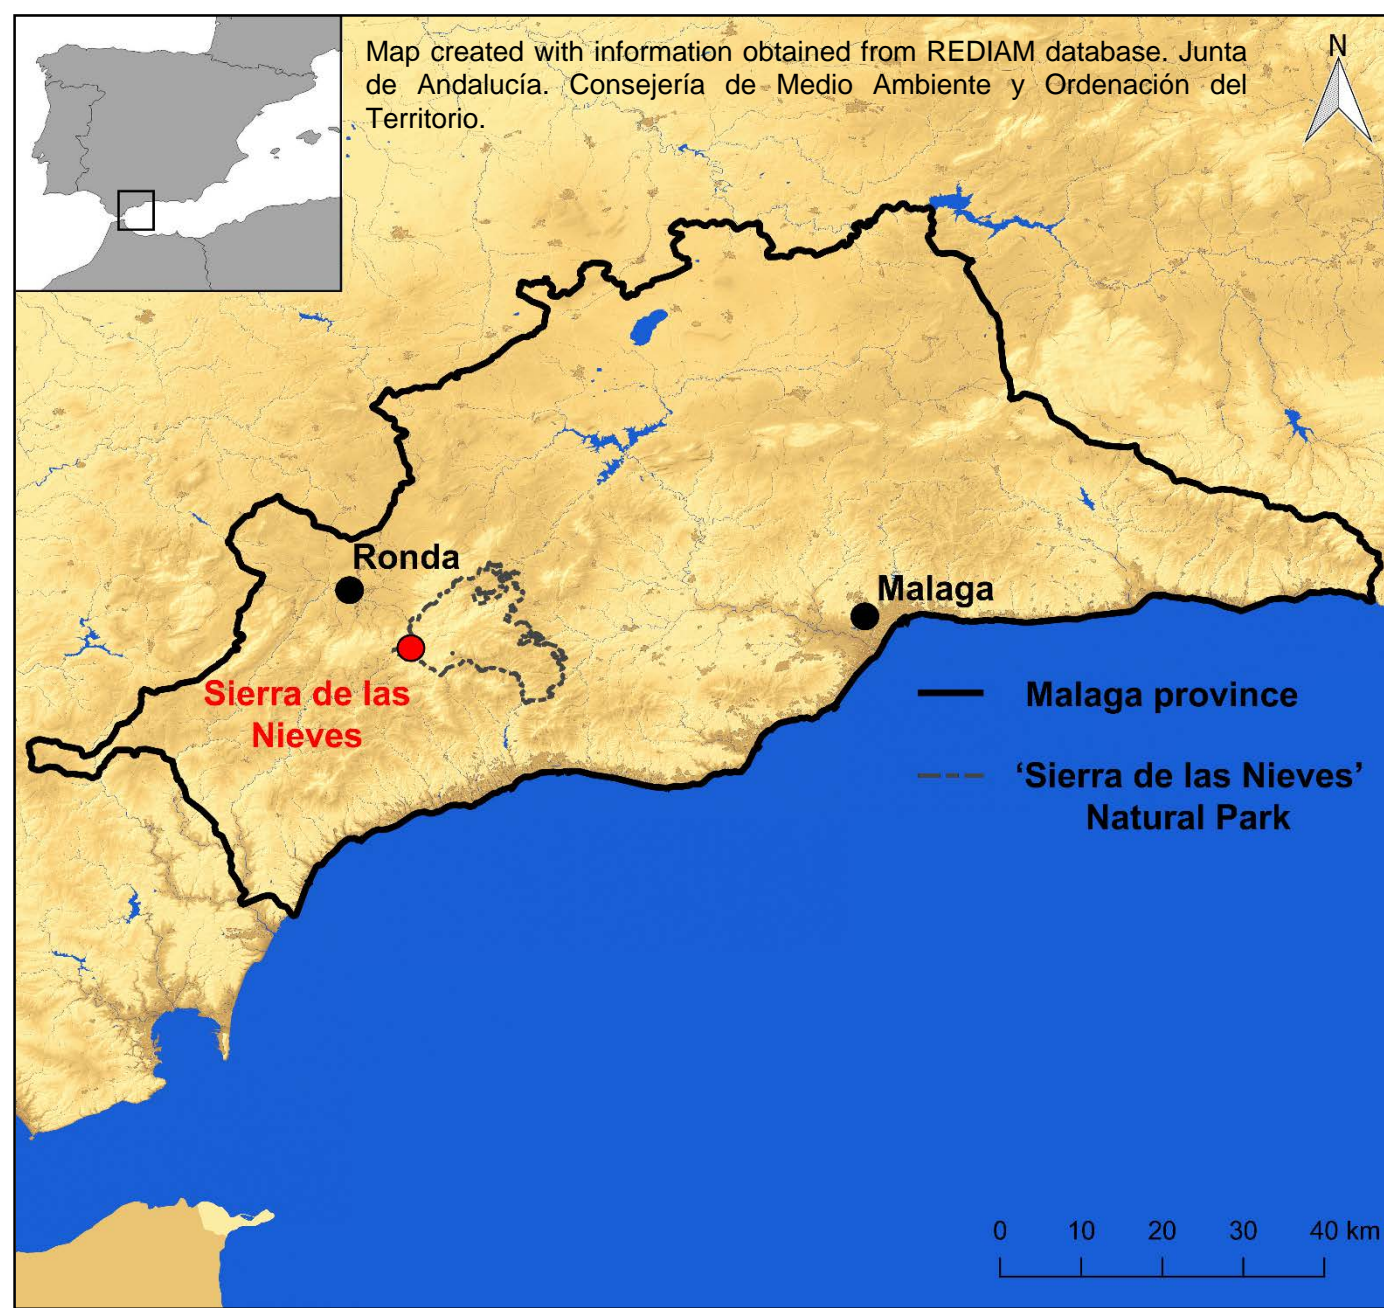 Map created with information obtained from REDIAM database. Junta
de Andalucía. Consejería de Medio Ambiente y Ordenación del
Territorio.
N
Ronda
Malaga
Sierra de las
Nieves
Malaga province
‘Sierra de las Nieves’
Natural Park
0 10 20 30 40 km